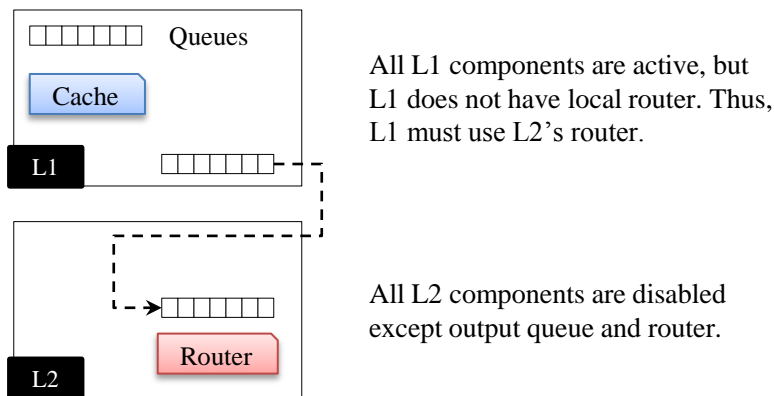 Queues
Cache
L1
All L1 components are active, but
L1 does not have local router. Thus,
L1 must use L2’s router.
Router
L2
All L2 components are disabled
except output queue and router.